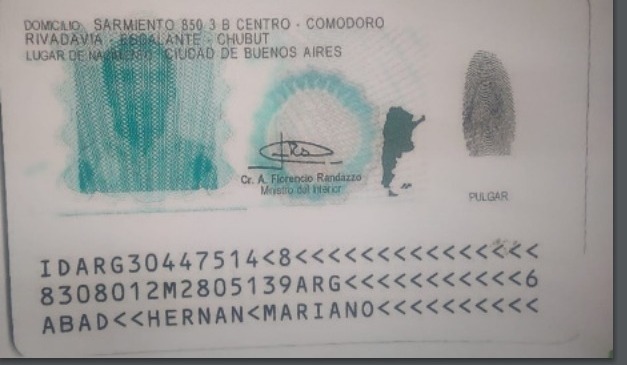 DOMICILIO: SARMIENTO 850 3 B CENTRO - COMODORO
RIVADAVIA - ESCALANTE - CHUBUT
LUGAR DE NACIMIENTO: CIUDAD DE BUENOS AIRES
Cr. A. Florencio Randazzo
Ministro del Interior
PULGAR
IDARG30447514<8<<<<<<<<<<<<<<<
8308012M2805139ARG<<<<<<<<<<<6
ABAD<<HERNAN<MARIANO<<<<<<<<<<